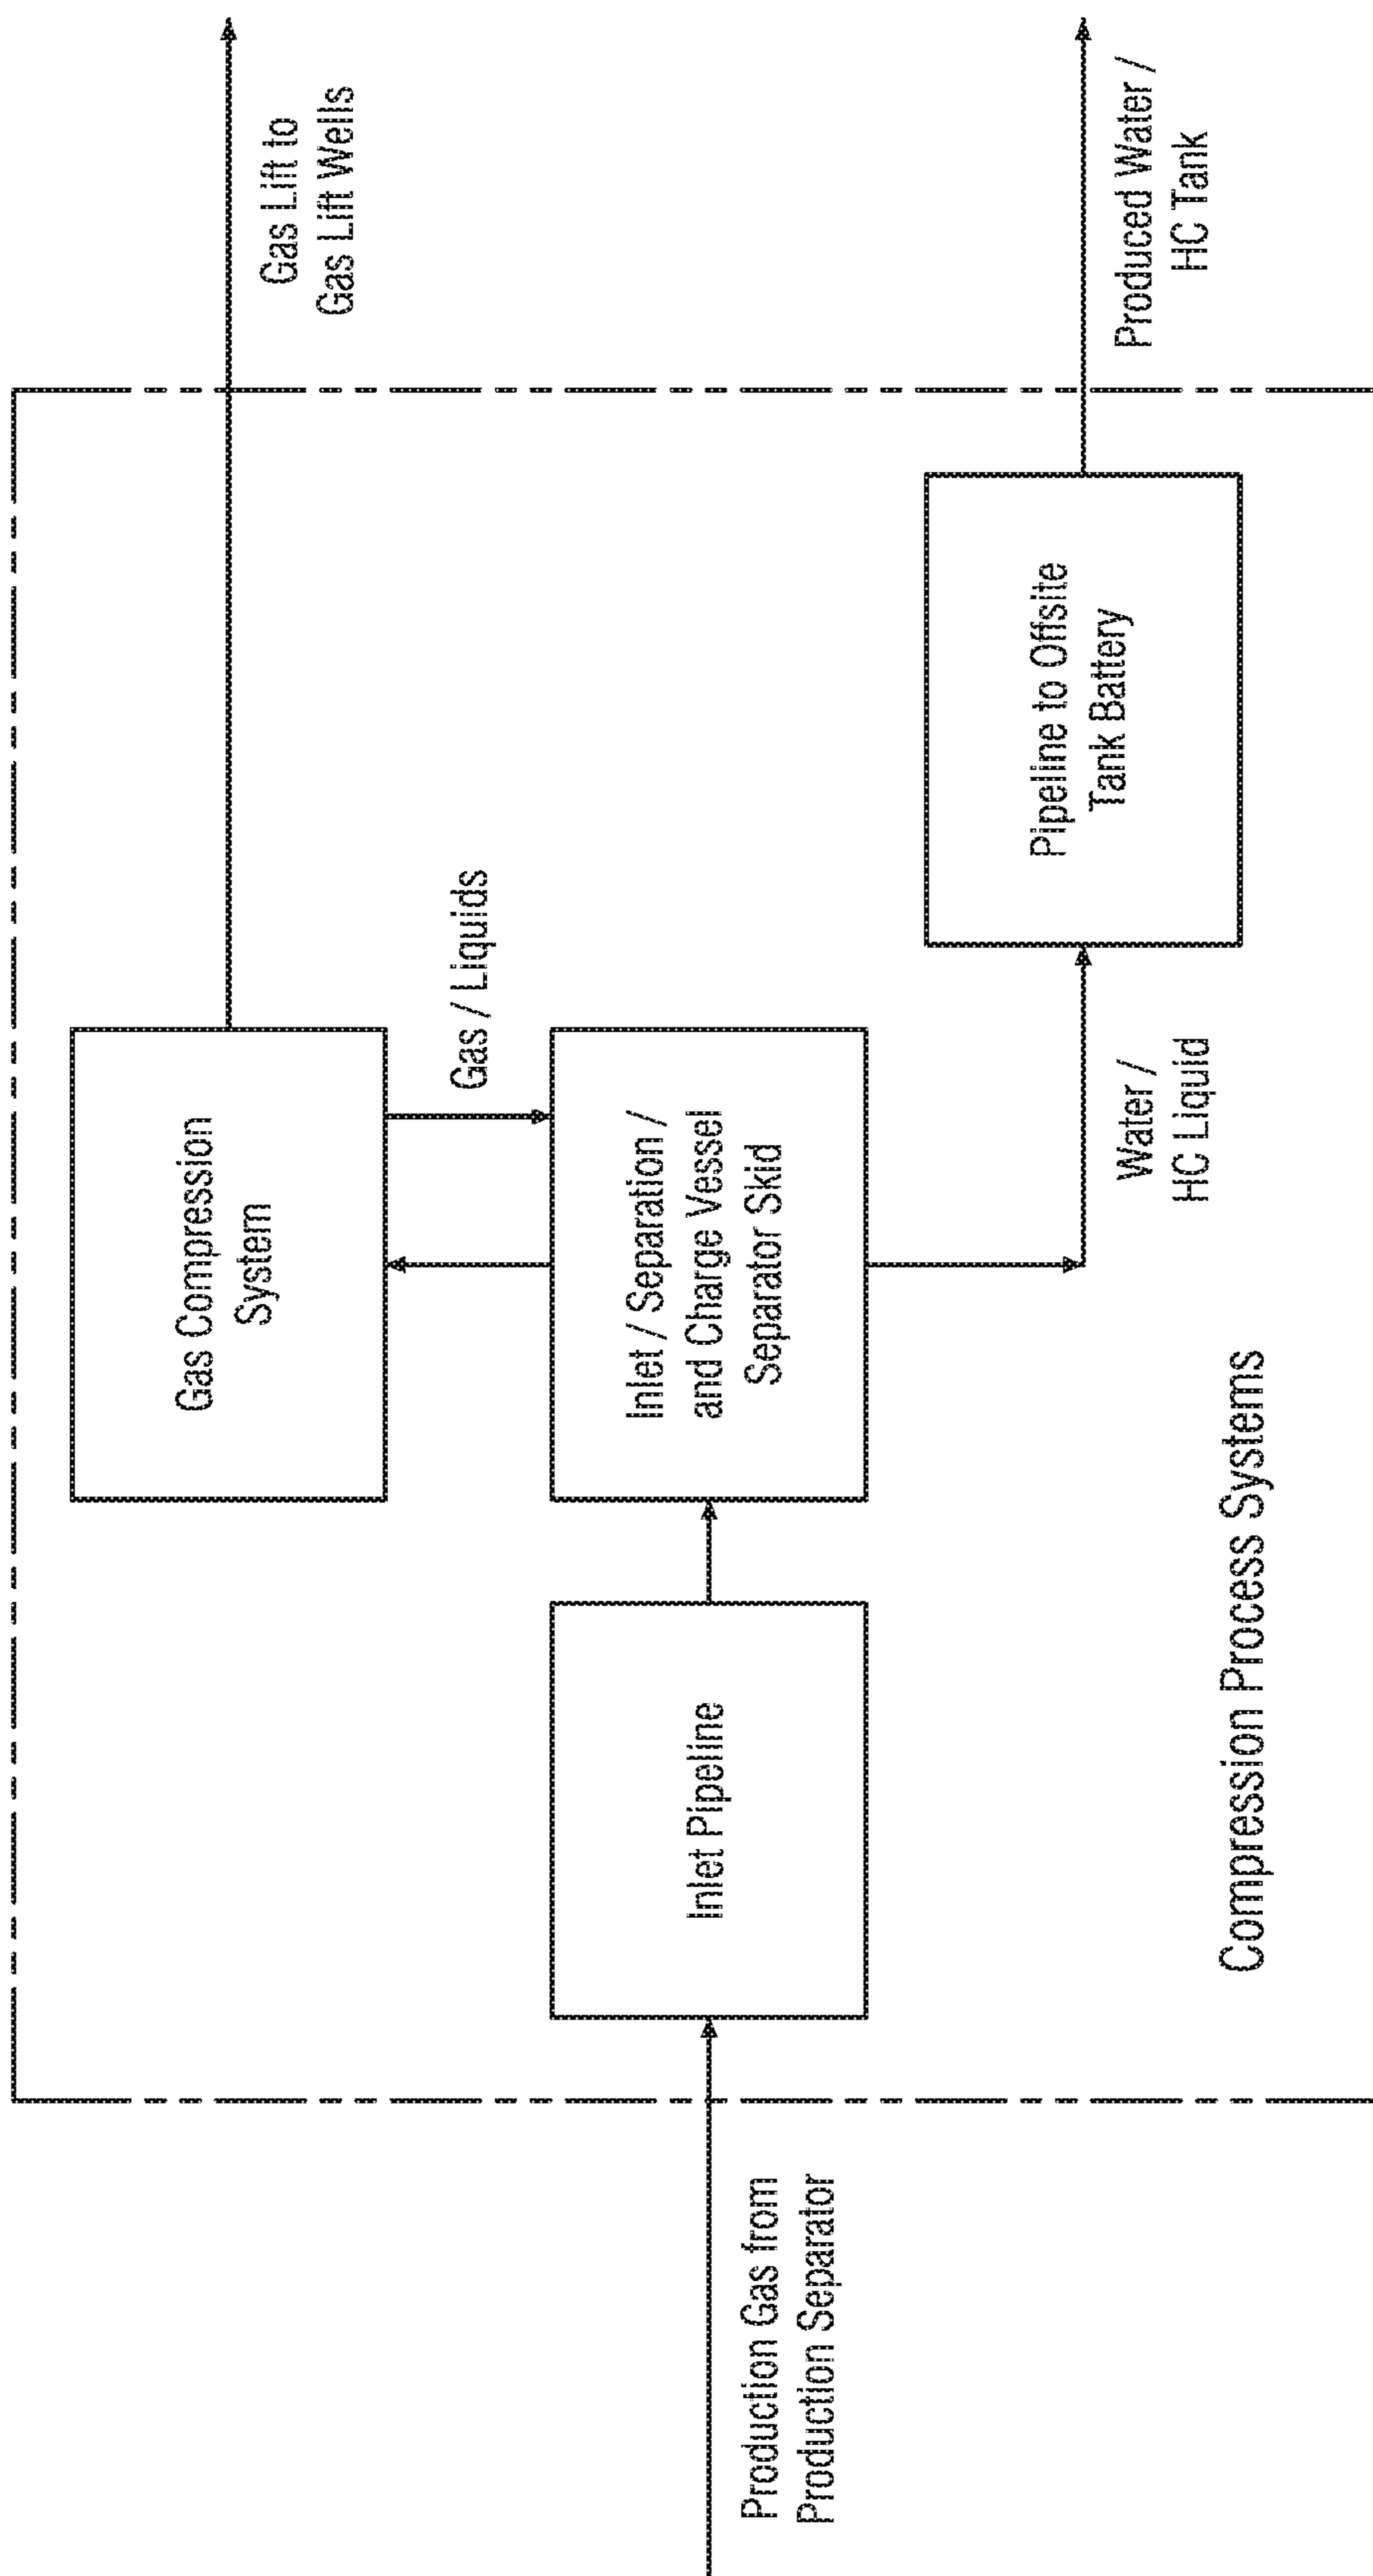 Gas Compression
System
Gas Lift to
Gas Lift Wells
Gas / Liquids
Production Gas from
Production Separator
Inlet Pipeline
Inlet / Separation /
and Charge Vessel
Separator Skid
Water /
HC Liquid
Pipeline to Offsite
Tank Battery
Produced Water /
HC Tank
Compression Process Systems